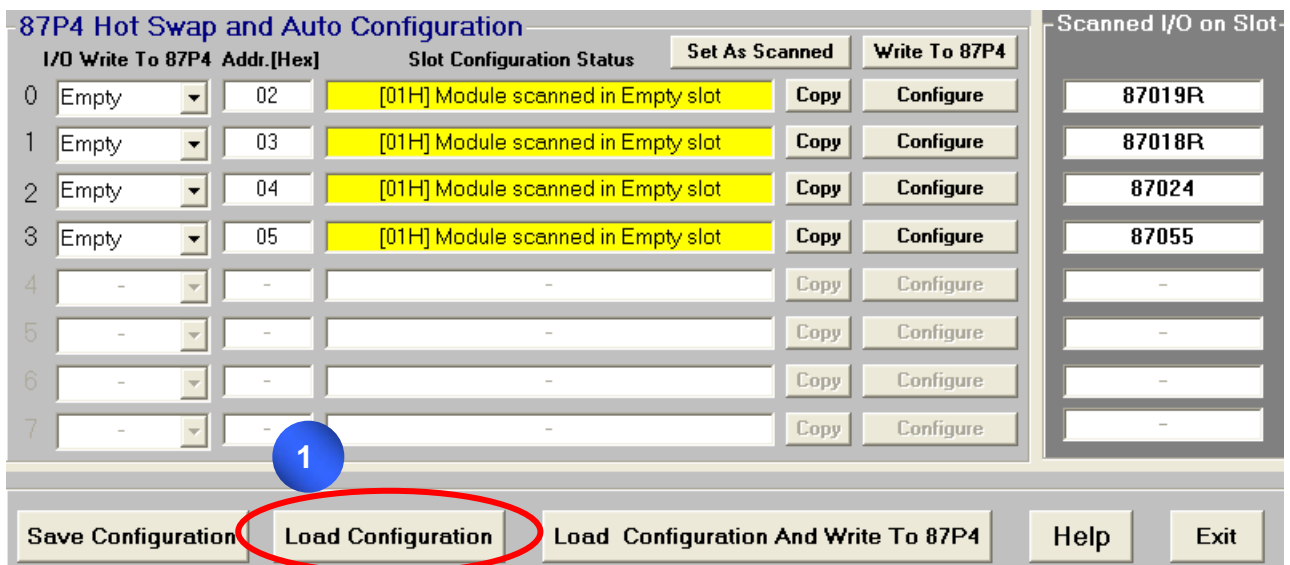 87P4 Hot Swap and Auto Configuration
Scanned I/O on Slot
I/O Write To 87P4 Addr.[Hex] Slot Configuration Status Set As Scanned Write To 87P4
0 Empty 02 [01H] Module scanned in Empty slot Copy Configure 87019R
1 Empty 03 [01H] Module scanned in Empty slot Copy Configure 87018R
2 Empty 04 [01H] Module scanned in Empty slot Copy Configure 87024
3 Empty 05 [01H] Module scanned in Empty slot Copy Configure 87055
4 - - - Copy Configure -
5 - - - Copy Configure -
6 - - - Copy Configure -
7 - - - Copy Configure -
1
Save Configuration Load Configuration Load Configuration And Write To 87P4 Help Exit